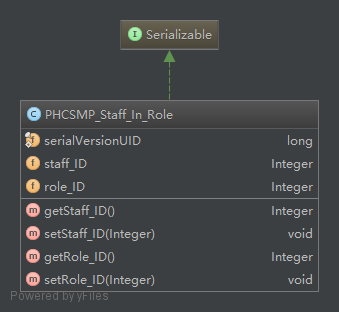 I Serializable
C PHCSMP_Staff_In_Role
f serialVersionUID long
f staff_ID Integer
f role_ID Integer
m getStaff_ID() Integer
m setStaff_ID(Integer) void
m getRole_ID() Integer
m setRole_ID(Integer) void
Powered by yFiles